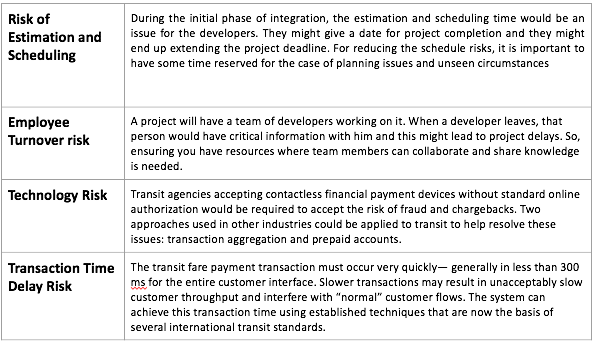 Risk of
Estimation and
Scheduling
During the initial phase of integration, the estimation and scheduling time would be an
issue for the developers. They might give a date for project completion and they might
end up extending the project deadline. For reducing the schedule risks, it is important to
have some time reserved for the case of planning issues and unseen circumstances
Employee
Turnover risk
A project will have a team of developers working on it. When a developer leaves, that
person would have critical information with him and this might lead to project delays. So,
ensuring you have resources where team members can collaborate and share knowledge
is needed.
Technology Risk
Transit agencies accepting contactless financial payment devices without standard online
authorization would be required to accept the risk of fraud and chargebacks. Two
approaches used in other industries could be applied to transit to help resolve these
issues: transaction aggregation and prepaid accounts.
Transaction Time
Delay Risk
The transit fare payment transaction must occur very quickly— generally in less than 300
ms for the entire customer interface. Slower transactions may result in unacceptably slow
customer throughput and interfere with “normal” customer flows. The system can
achieve this transaction time using established techniques that are now the basis of
several international transit standards.